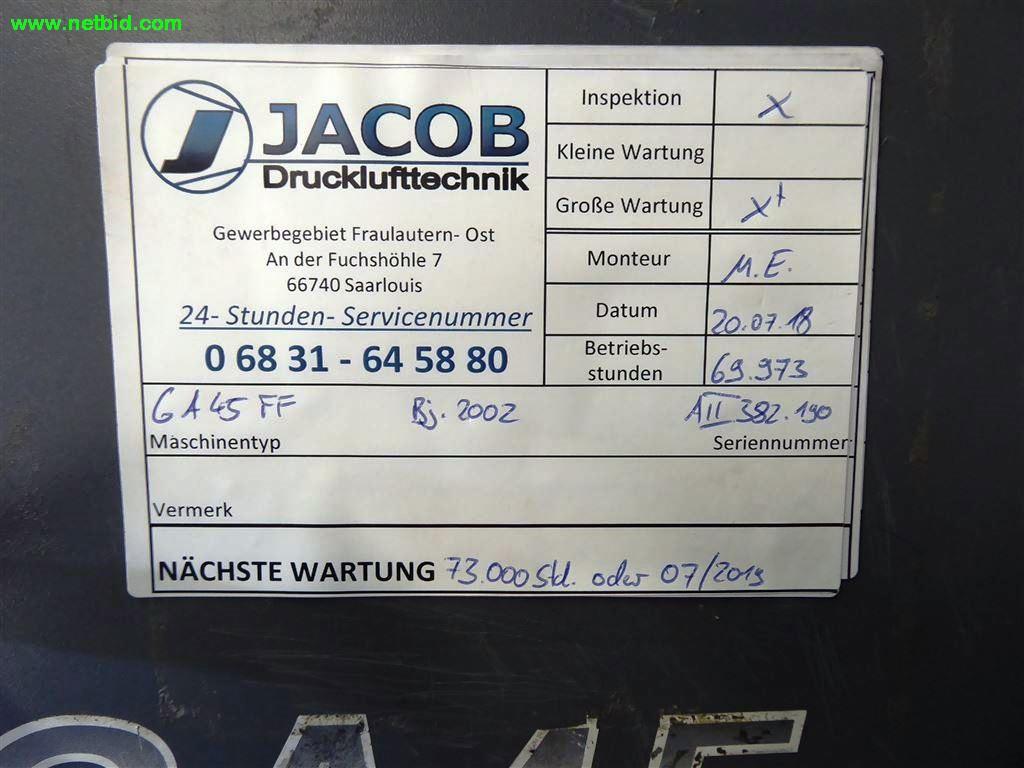 www.netbid.com
JACOB
Drucklufttechnik
Gewerbegebiet Fraulautern- Ost
An der Fuchshöhle 7
66740 Saarlouis
24- Stunden- Servicenummer
0 68 31 - 64 58 80
Inspektion X
Kleine Wartung
Große Wartung X+
Monteur M.E.
Datum 20.07.18
Betriebs-
stunden 69.973
GA45 FF Bj. 2002 AII 382.190
Maschinentyp Seriennummer
Vermerk
NÄCHSTE WARTUNG 73.000 Std. oder 07/2019
GA45